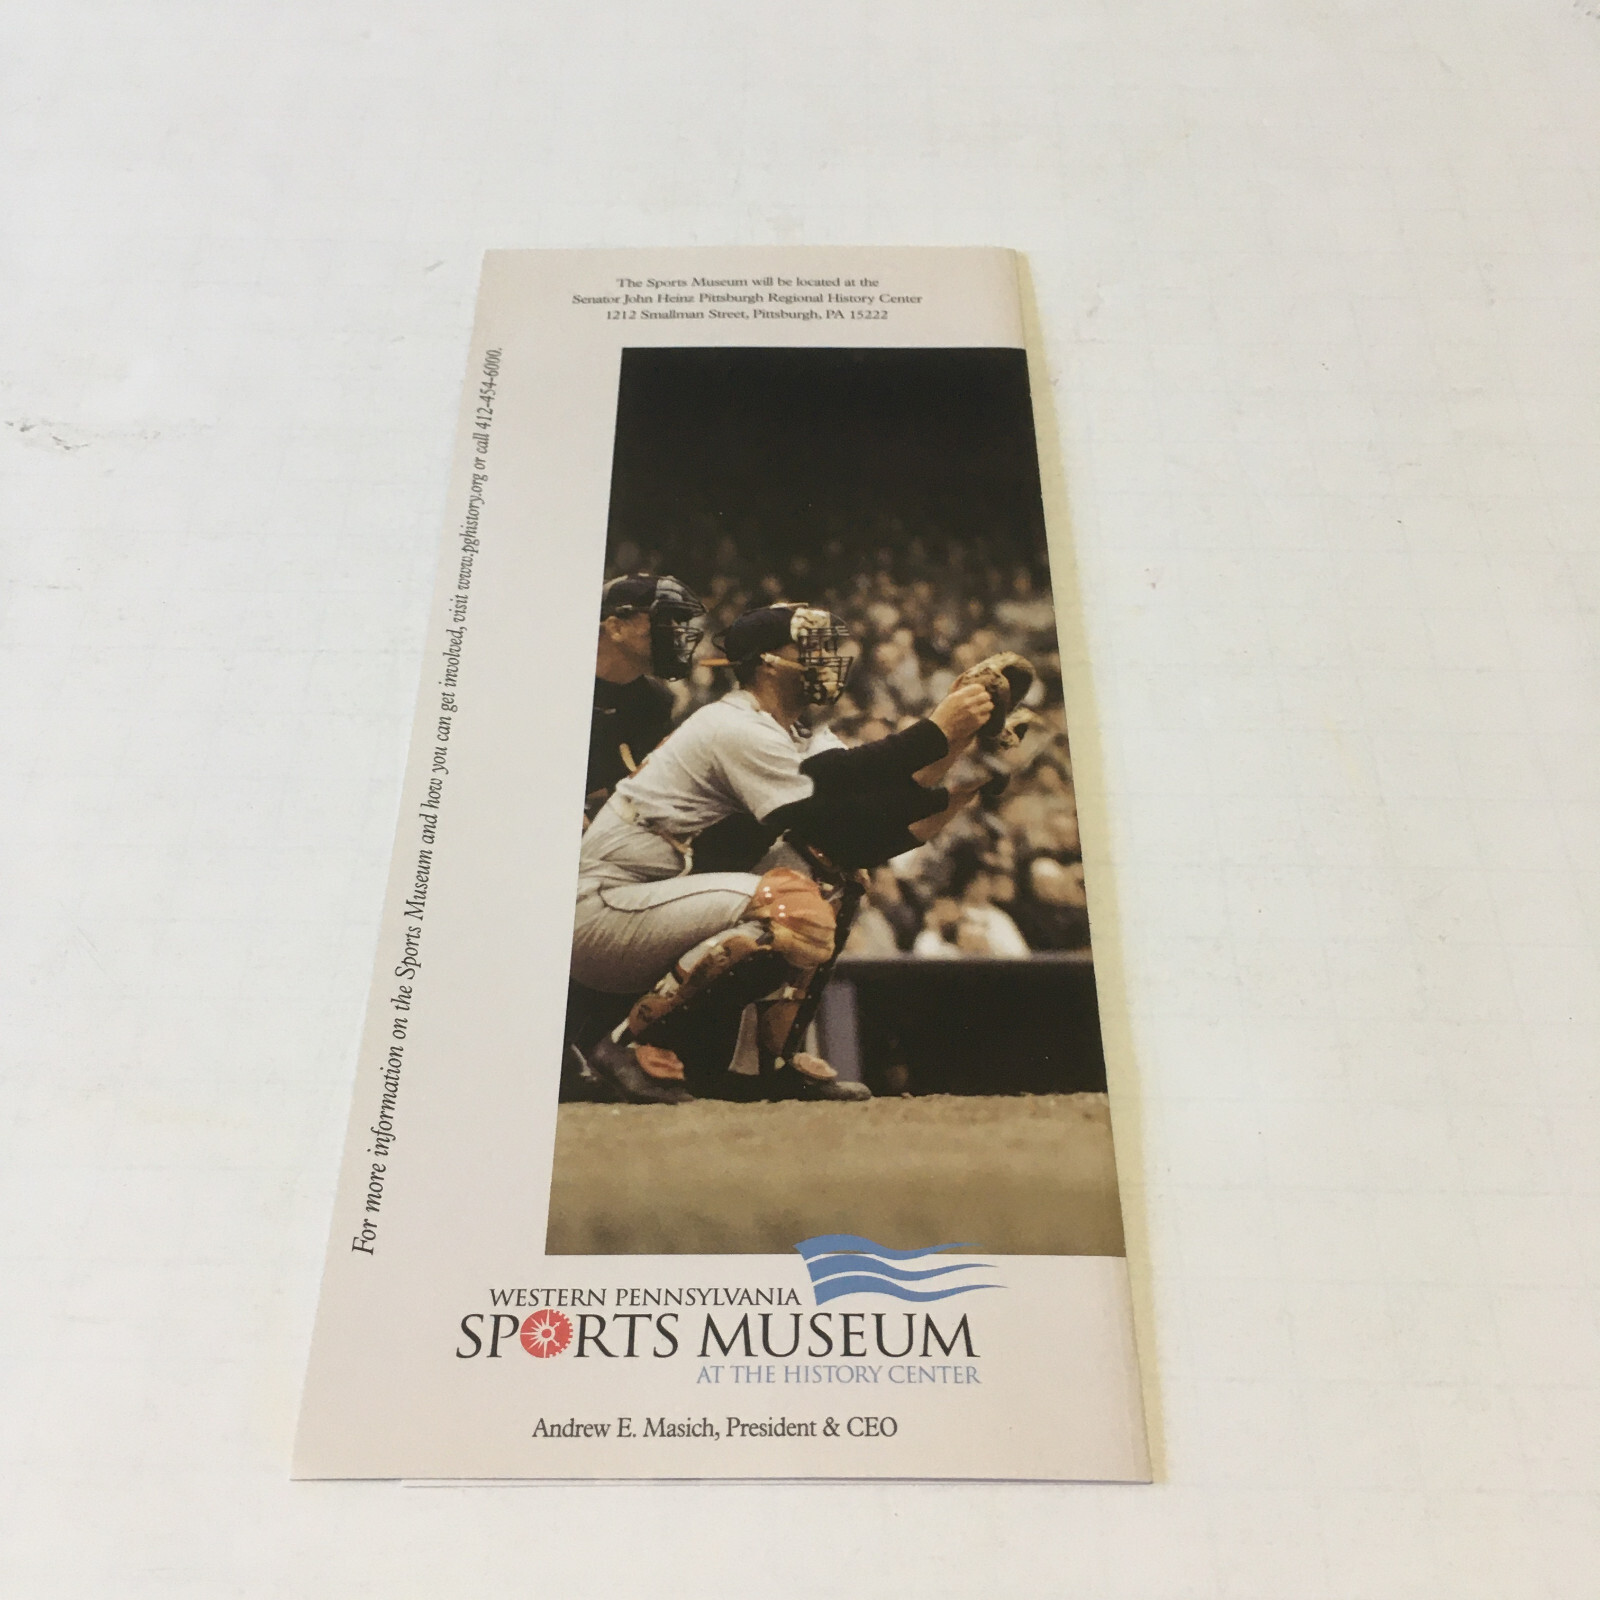 The Sports Museum will be located at the
Senator John Heinz Pittsburgh Regional History Center
1212 Smallman Street, Pittsburgh, PA 15222
For more information on the Sports Museum and how you can get involved, visit www.pghistory.org or call 412-454-6000.
WESTERN PENNSYLVANIA
SPORTS MUSEUM
AT THE HISTORY CENTER
Andrew E. Masich, President & CEO